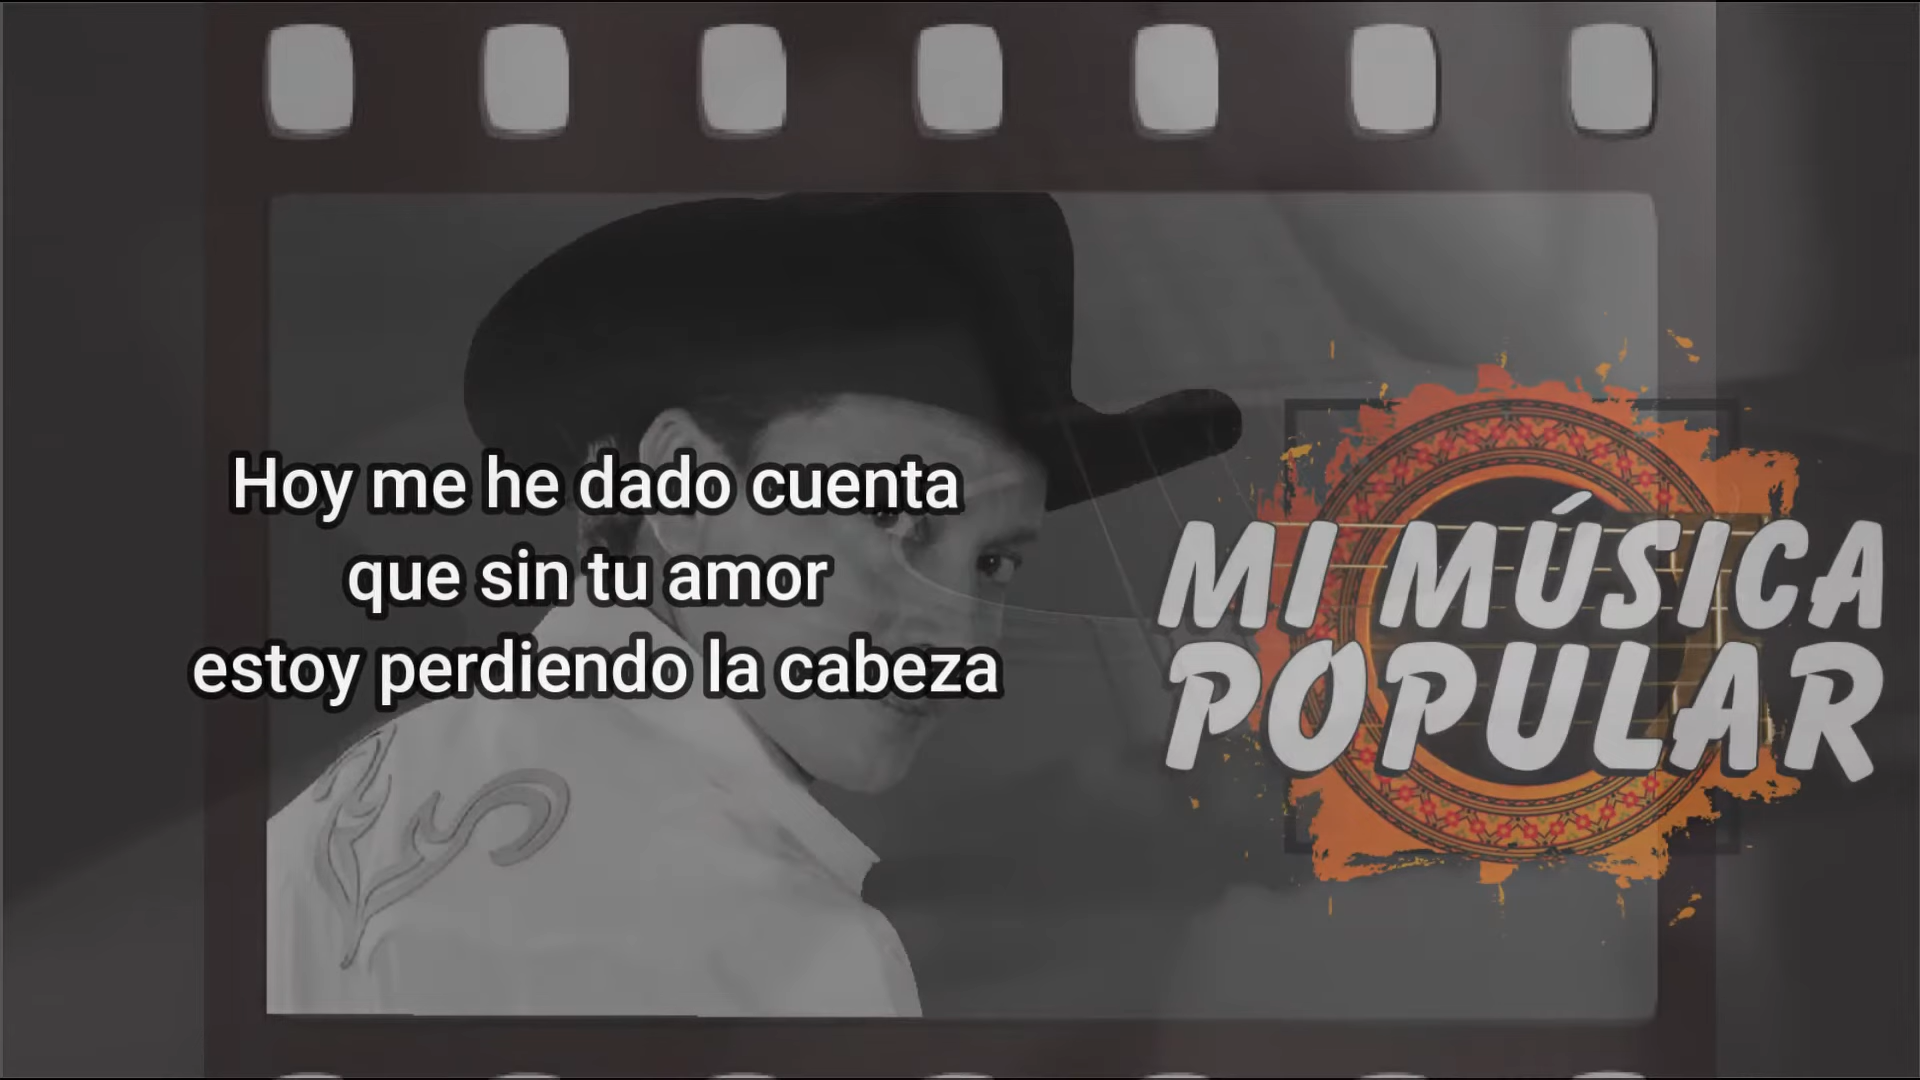 Hoy me he dado cuenta
que sin tu amor
estoy perdiendo la cabeza
MI MÚSICA
POPULAR